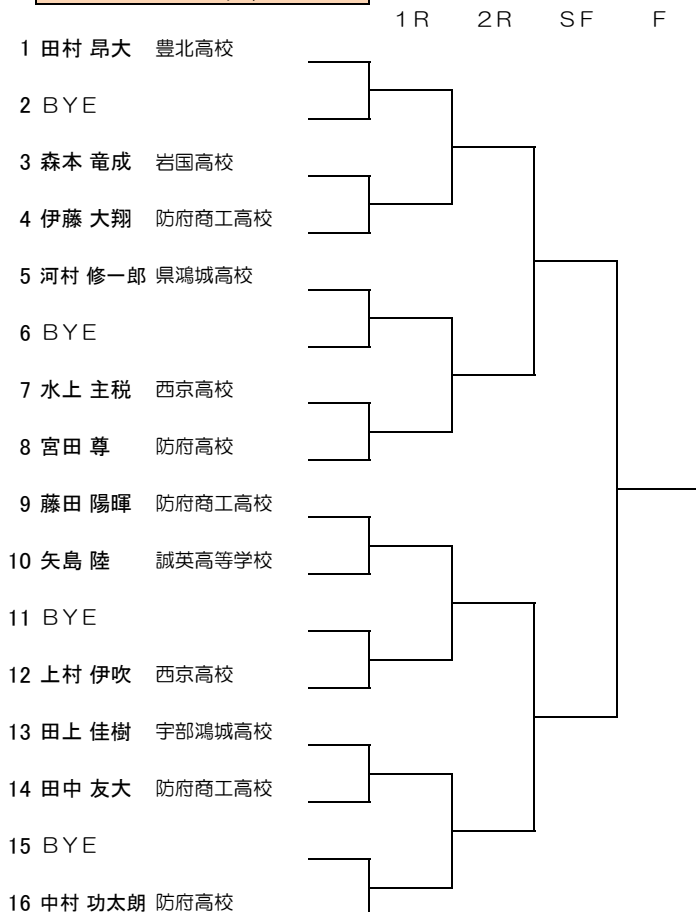 １Ｒ ２Ｒ ＳＦ Ｆ
1 田村 昂大 豊北高校
2 ＢＹＥ
3 森本 竜成 岩国高校
4 伊藤 大翔 防府商工高校
5 河村 修一郎 県鴻城高校
6 ＢＹＥ
7 水上 主税 西京高校
8 宮田 尊 防府高校
9 藤田 陽暉 防府商工高校
10 矢島 陸 誠英高等学校
11 ＢＹＥ
12 上村 伊吹 西京高校
13 田上 佳樹 宇部鴻城高校
14 田中 友大 防府商工高校
15 ＢＹＥ
16 中村 功太朗 防府高校